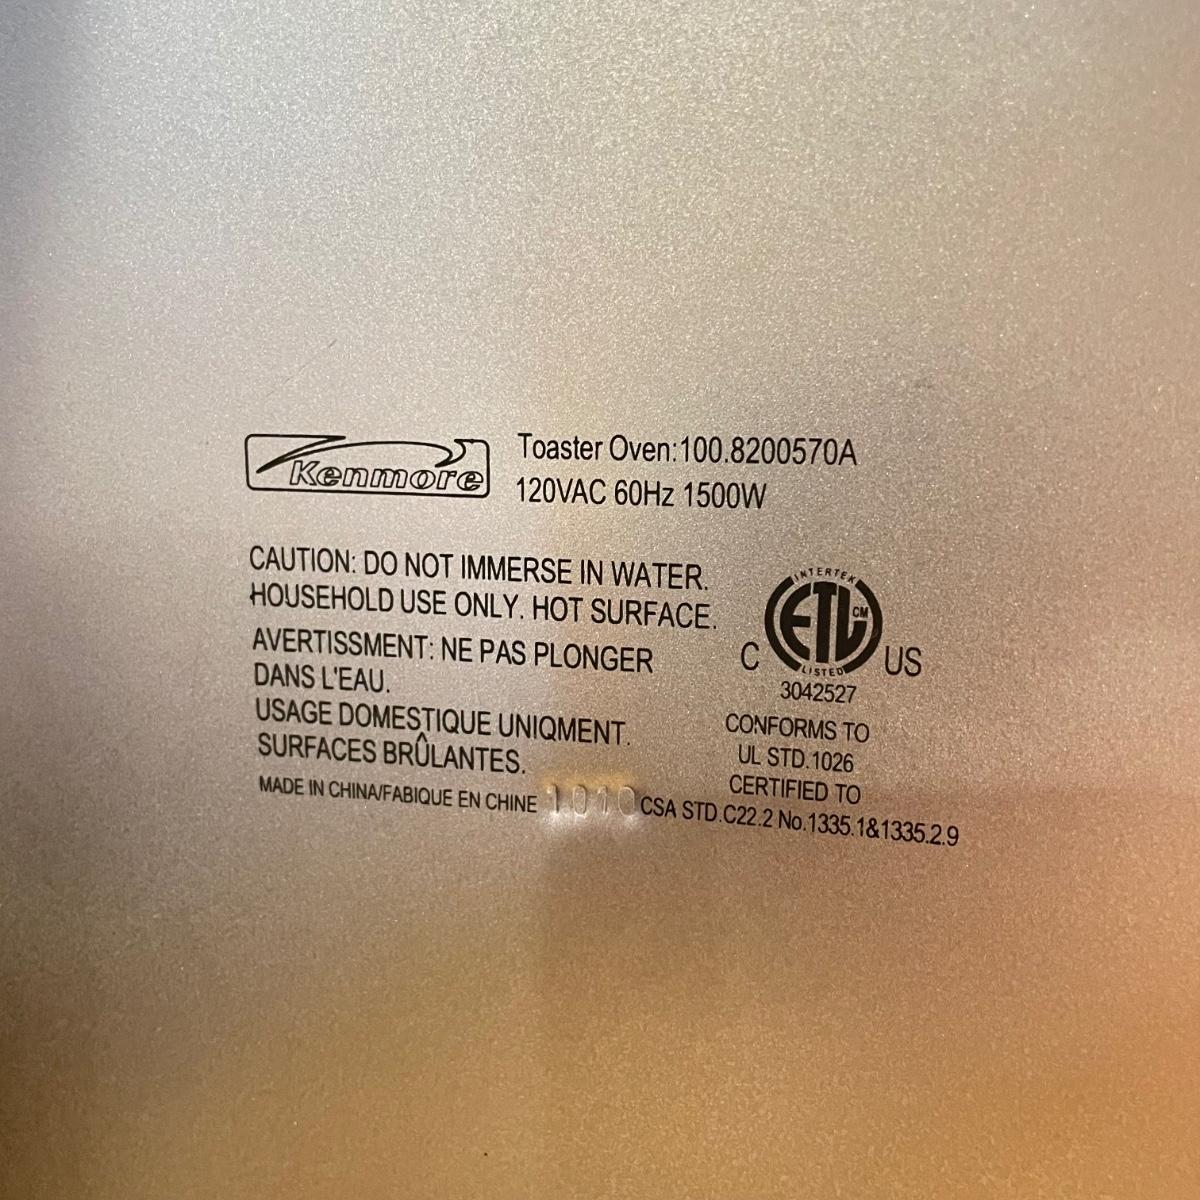 Kenmore
Toaster Oven:100.8200570A
120VAC 60Hz 1500W
CAUTION: DO NOT IMMERSE IN WATER.
HOUSEHOLD USE ONLY. HOT SURFACE.
AVERTISSMENT: NE PAS PLONGER
DANS L'EAU.
USAGE DOMESTIQUE UNIQMENT.
SURFACES BRÛLANTES.
MADE IN CHINA/FABIQUE EN CHINE 1010
INTERTEK
ETL CM
LISTED
C US
3042527
CONFORMS TO
UL STD.1026
CERTIFIED TO
CSA STD.C22.2 No.1335.1&1335.2.9